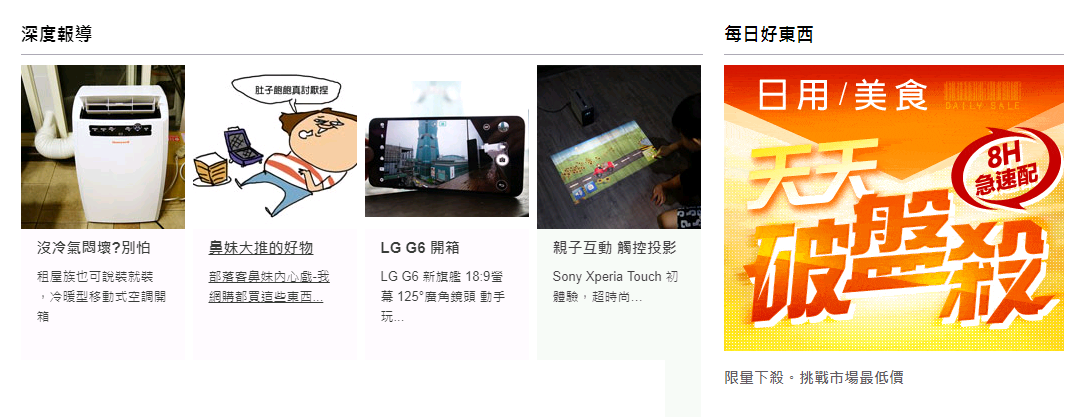 深度報導
肚子飽飽真討厭捏
沒冷氣悶壞?別怕
租屋族也可說裝就裝
，冷暖型移動式空調開
箱
鼻妹大推的好物
部落客鼻妹內心戲-我
網購都買這些東西...
LG G6 開箱
LG G6 新旗艦 18:9螢
幕 125°廣角鏡頭 動手
玩...
親子互動 觸控投影
Sony Xperia Touch 初
體驗，超時尚...
每日好東西
日用/美食
DAILY SALE
8H
急速配
天天
破盤殺
限量下殺。挑戰市場最低價